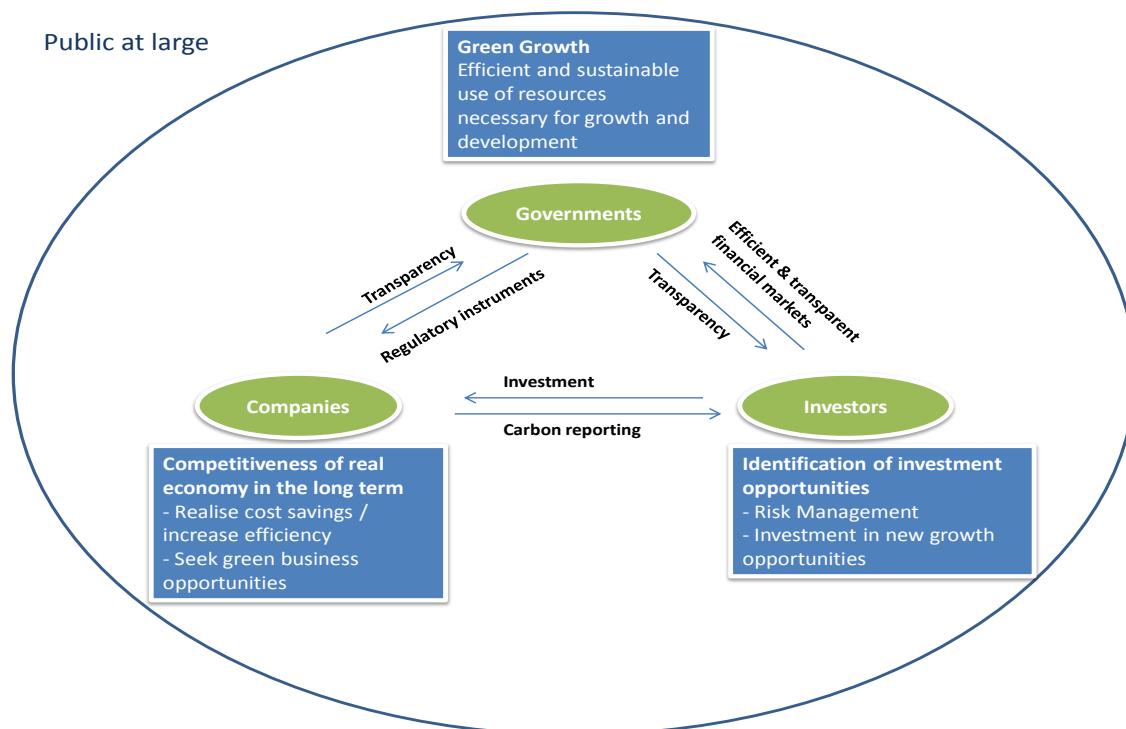 Public at large
Green Growth
Efficient and sustainable
use of resources
necessary for growth and
development
Governments
Transparency
Regulatory instruments
Efficient & transparent
financial markets
Transparency
Investment
Companies
Investors
Carbon reporting
Competitiveness of real
economy in the long term
- Realise cost savings /
increase efficiency
- Seek green business
opportunities
Identification of investment
opportunities
- Risk Management
- Investment in new growth
opportunities